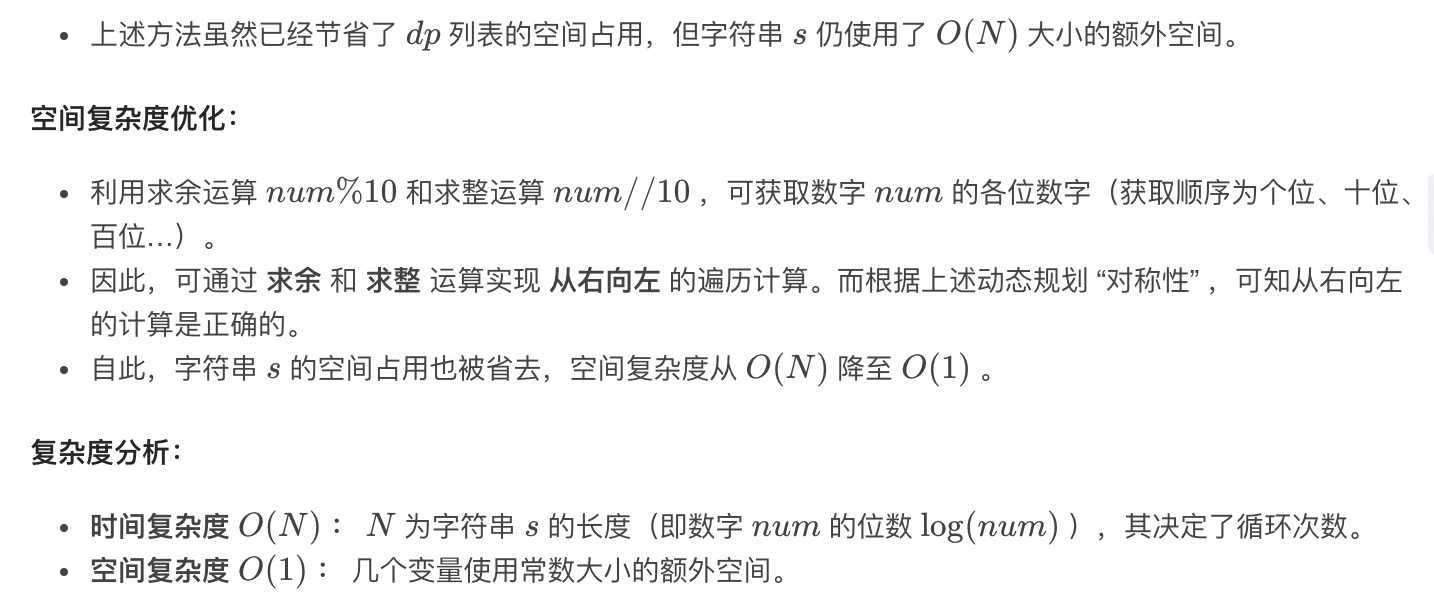 • 上述方法虽然已经节省了 dp 列表的空间占用，但字符串 s 仍使用了 O(N) 大小的额外空间。
空间复杂度优化：
• 利用求余运算 num%10 和求整运算 num//10 ，可获取数字 num 的各位数字（获取顺序为个位、十位、
百位...）。
• 因此，可通过 求余 和 求整 运算实现 从右向左 的遍历计算。而根据上述动态规划 “对称性” ，可知从右向左
的计算是正确的。
• 自此，字符串 s 的空间占用也被省去，空间复杂度从 O(N) 降至 O(1) 。
复杂度分析：
• 时间复杂度 O(N)： N 为字符串 s 的长度（即数字 num 的位数 log(num) ），其决定了循环次数。
• 空间复杂度 O(1)： 几个变量使用常数大小的额外空间。